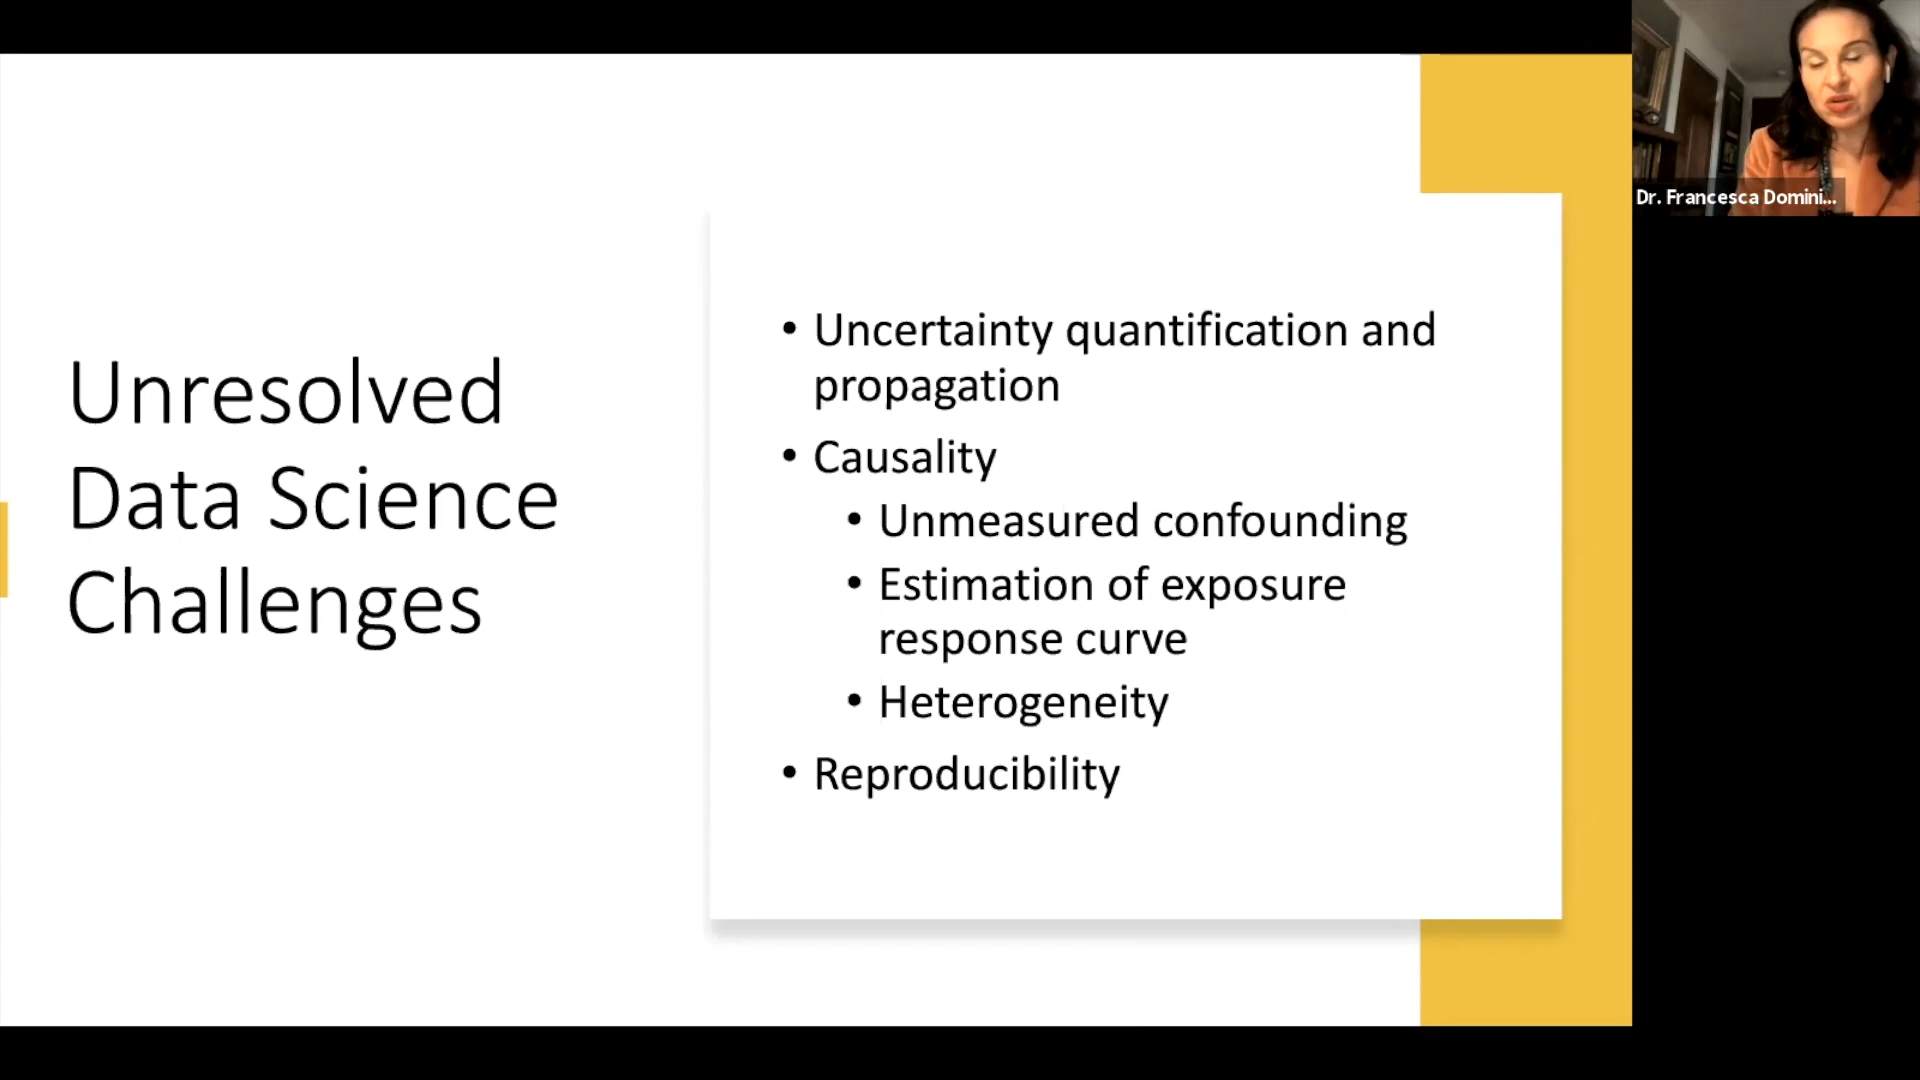 Unresolved
Data Science
Challenges
• Uncertainty quantification and
propagation
• Causality
• Unmeasured confounding
• Estimation of exposure
response curve
• Heterogeneity
• Reproducibility
Dr. Francesca Domini...